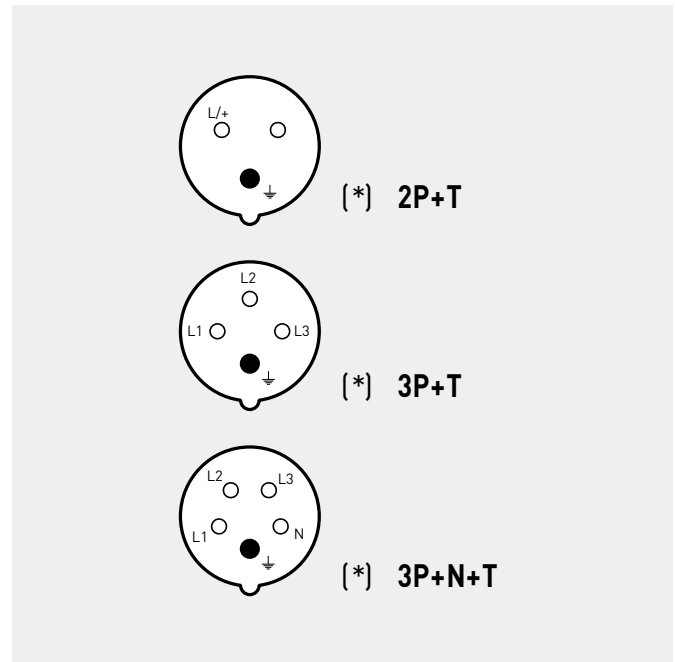 L/+
(*) 2P+T
L2
L1 L3
(*) 3P+T
L2 L3
L1 N
(*) 3P+N+T